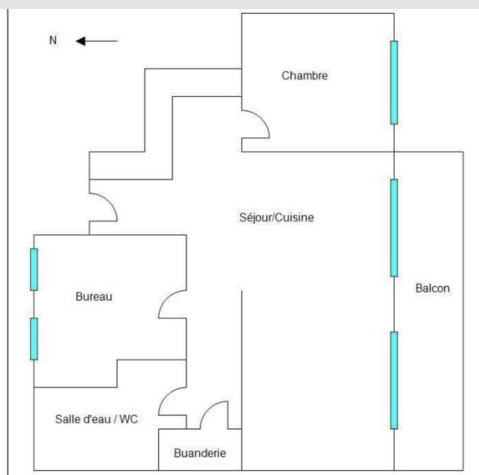 N
Chambre
Séjour/Cuisine
Balcon
Bureau
Salle d'eau / WC
Buanderie